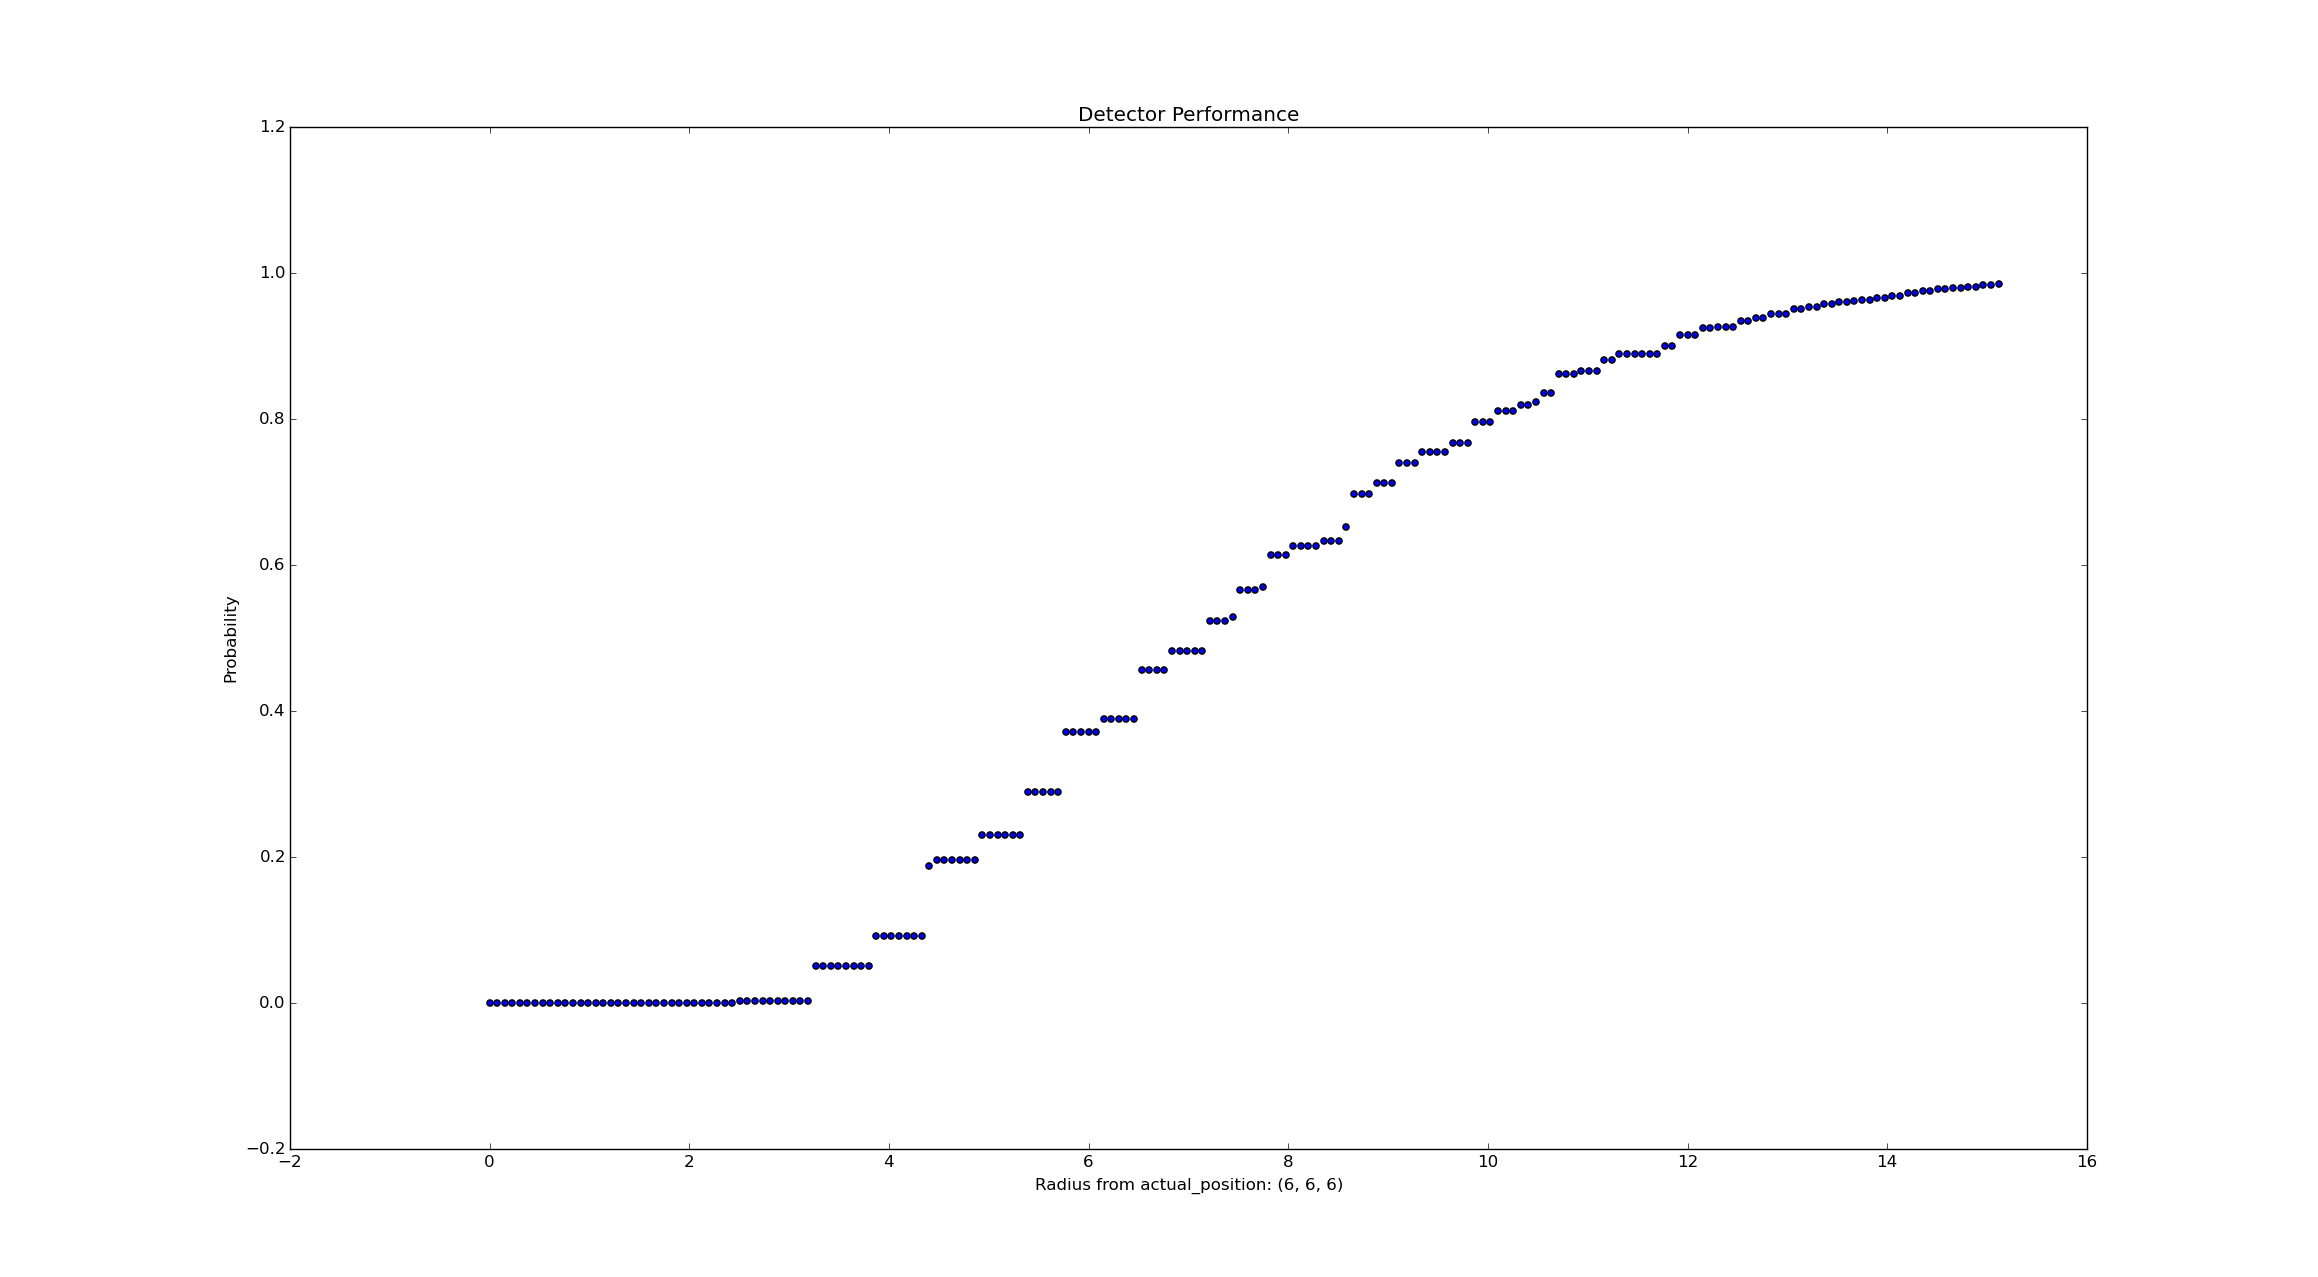 Detector Performance
1.2
1.0
0.8
0.6
0.4
0.2
0.0
−0.2
Probability
−2 0 2 4 6 8 10 12 14 16
Radius from actual_position: (6, 6, 6)